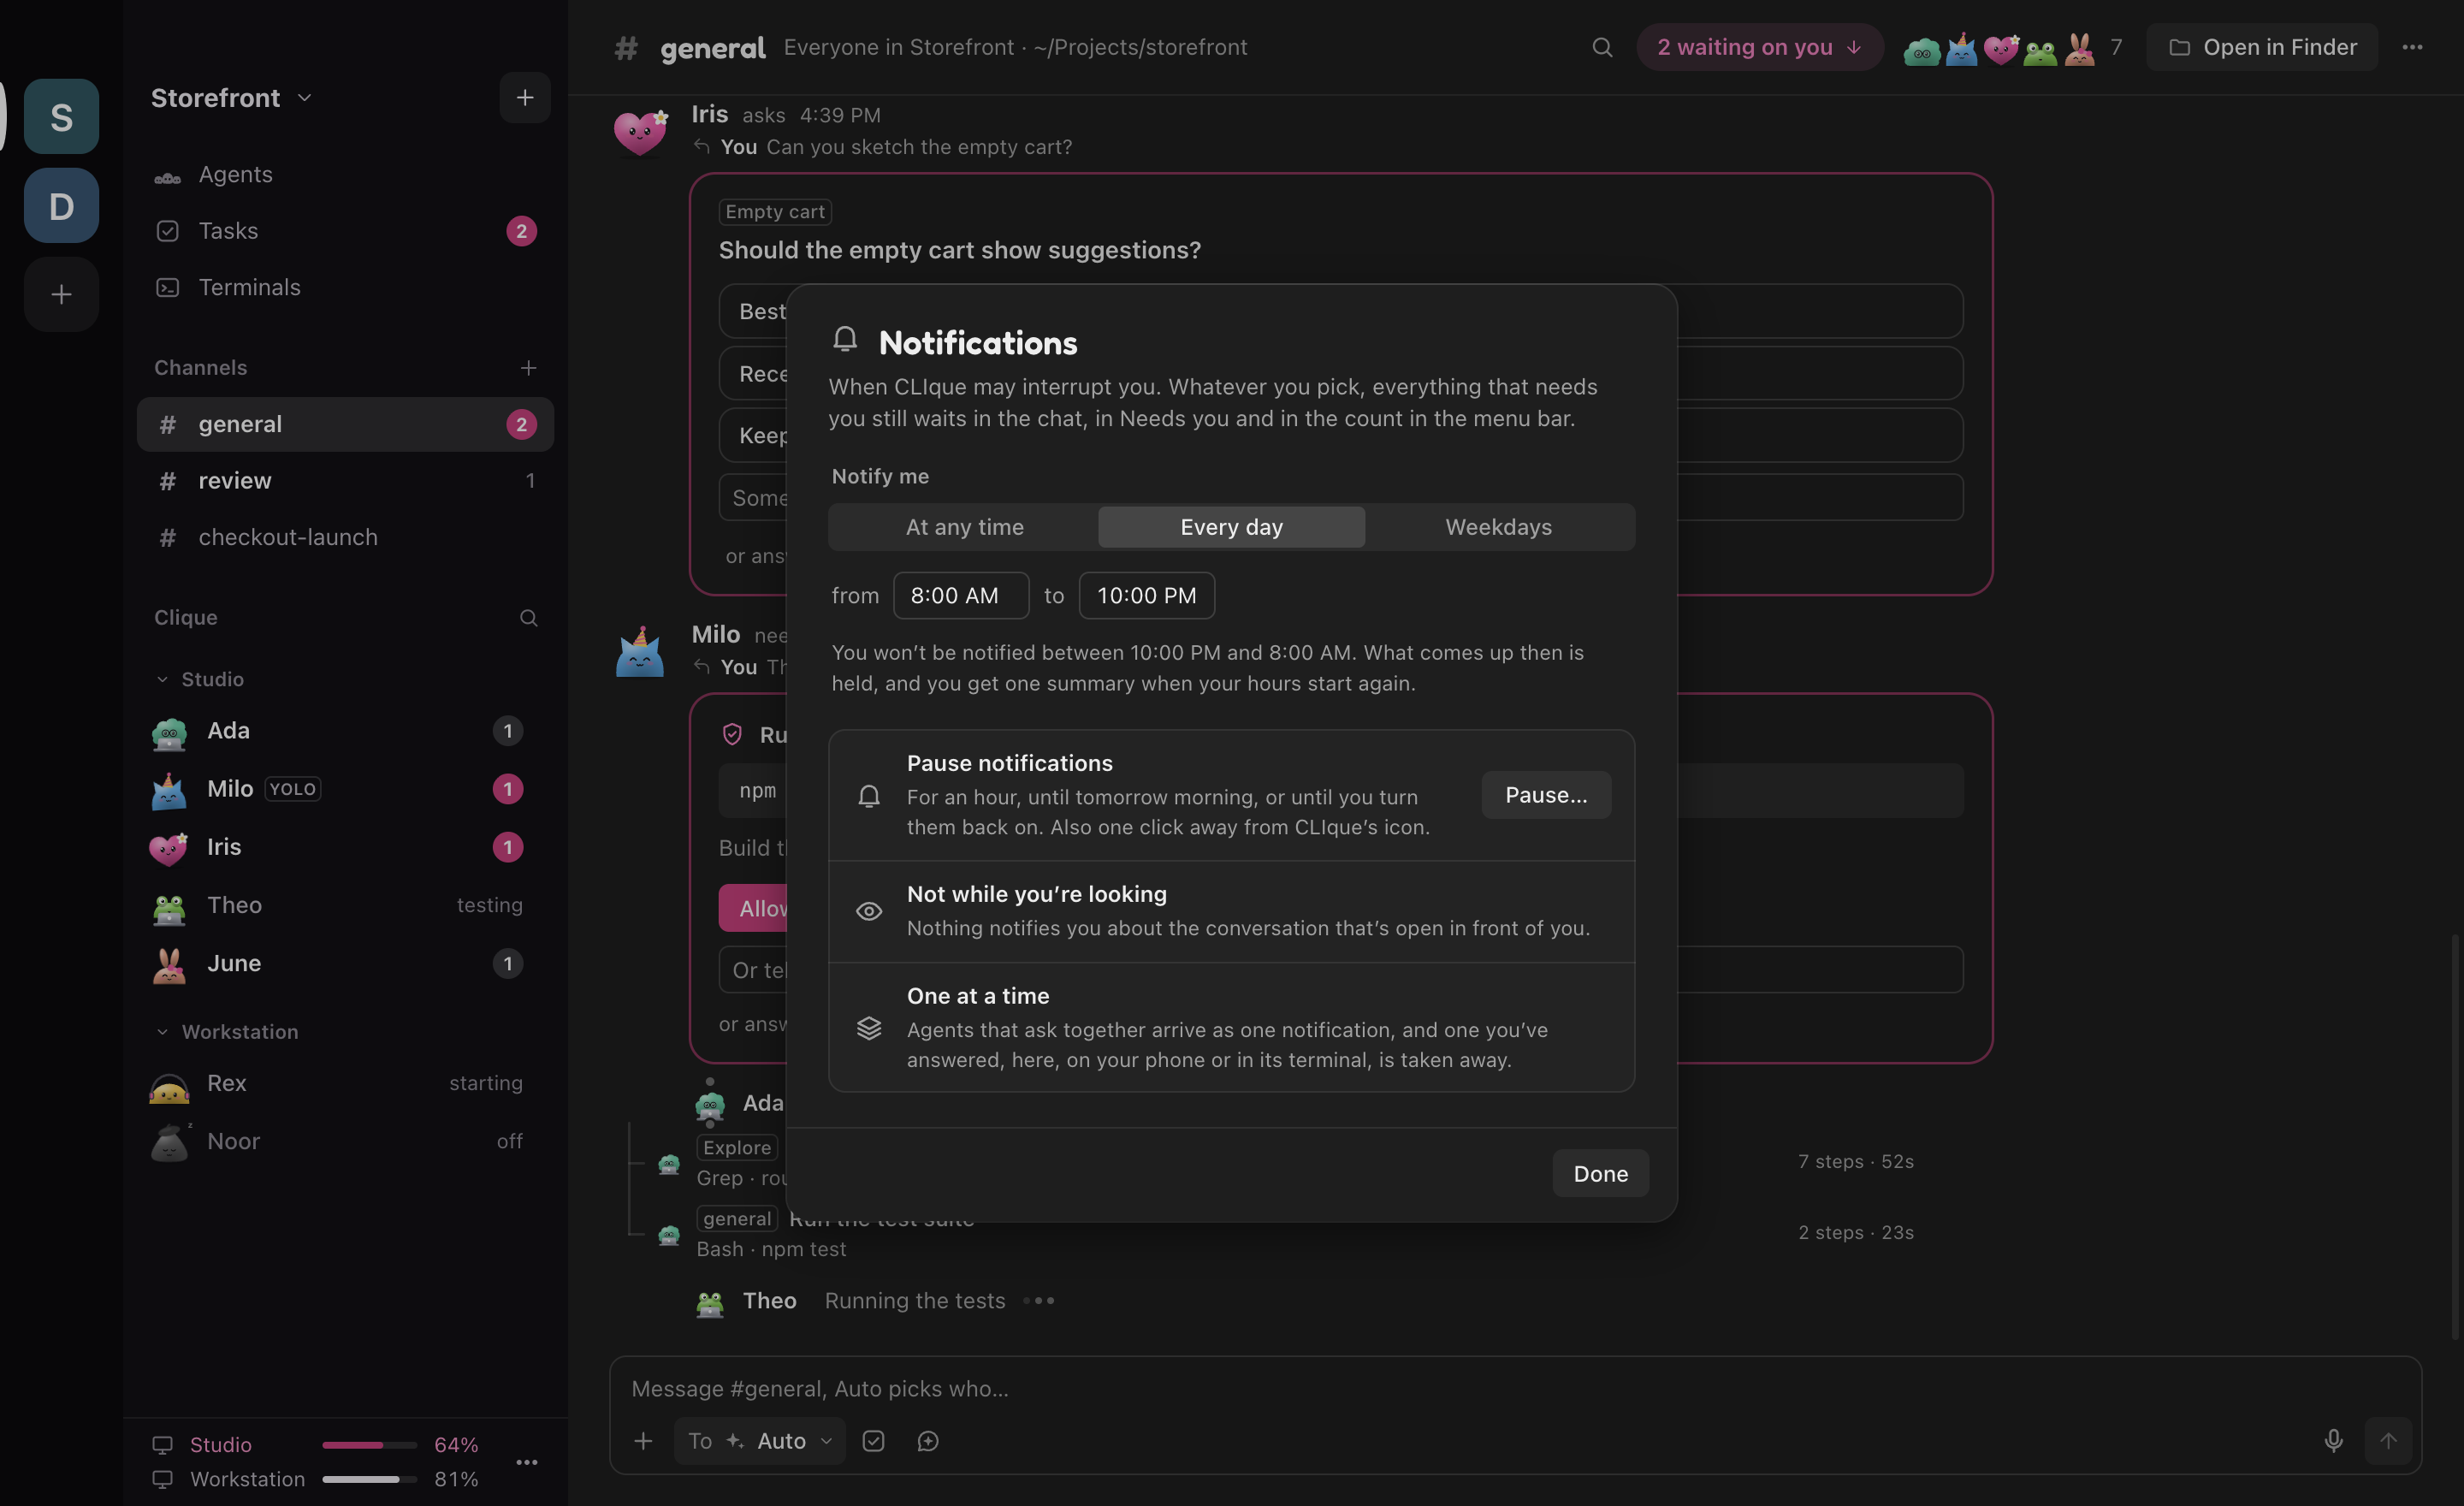 S
D
Storefront
Agents
Tasks 2
Terminals
Channels
# general 2
# review 1
# checkout-launch
Clique
Studio
Ada 1
Milo YOLO 1
Iris 1
Theo testing
June 1
Workstation
Rex starting
Noor off
Studio 64%
Workstation 81%
# general Everyone in Storefront · ~/Projects/storefront
2 waiting on you ↓ 7 Open in Finder
Iris asks 4:39 PM
You Can you sketch the empty cart?
Empty cart
Should the empty cart show suggestions?
Best
Keep
Milo
You
npm
Build
Ada
Explore
Grep ·
7 steps · 52s
general Run the test suite
Bash · npm test
2 steps · 23s
Theo Running the tests
Message #general, Auto picks who…
To Auto
Notifications
When CLIque may interrupt you. Whatever you pick, everything that needs
you still waits in the chat, in Needs you and in the count in the menu bar.
Notify me
At any time Every day Weekdays
from 8:00 AM to 10:00 PM
You won’t be notified between 10:00 PM and 8:00 AM. What comes up then is
held, and you get one summary when your hours start again.
Pause notifications
For an hour, until tomorrow morning, or until you turn
them back on. Also one click away from CLIque’s icon.
Pause…
Not while you’re looking
Nothing notifies you about the conversation that’s open in front of you.
One at a time
Agents that ask together arrive as one notification, and one you’ve
answered, here, on your phone or in its terminal, is taken away.
Done